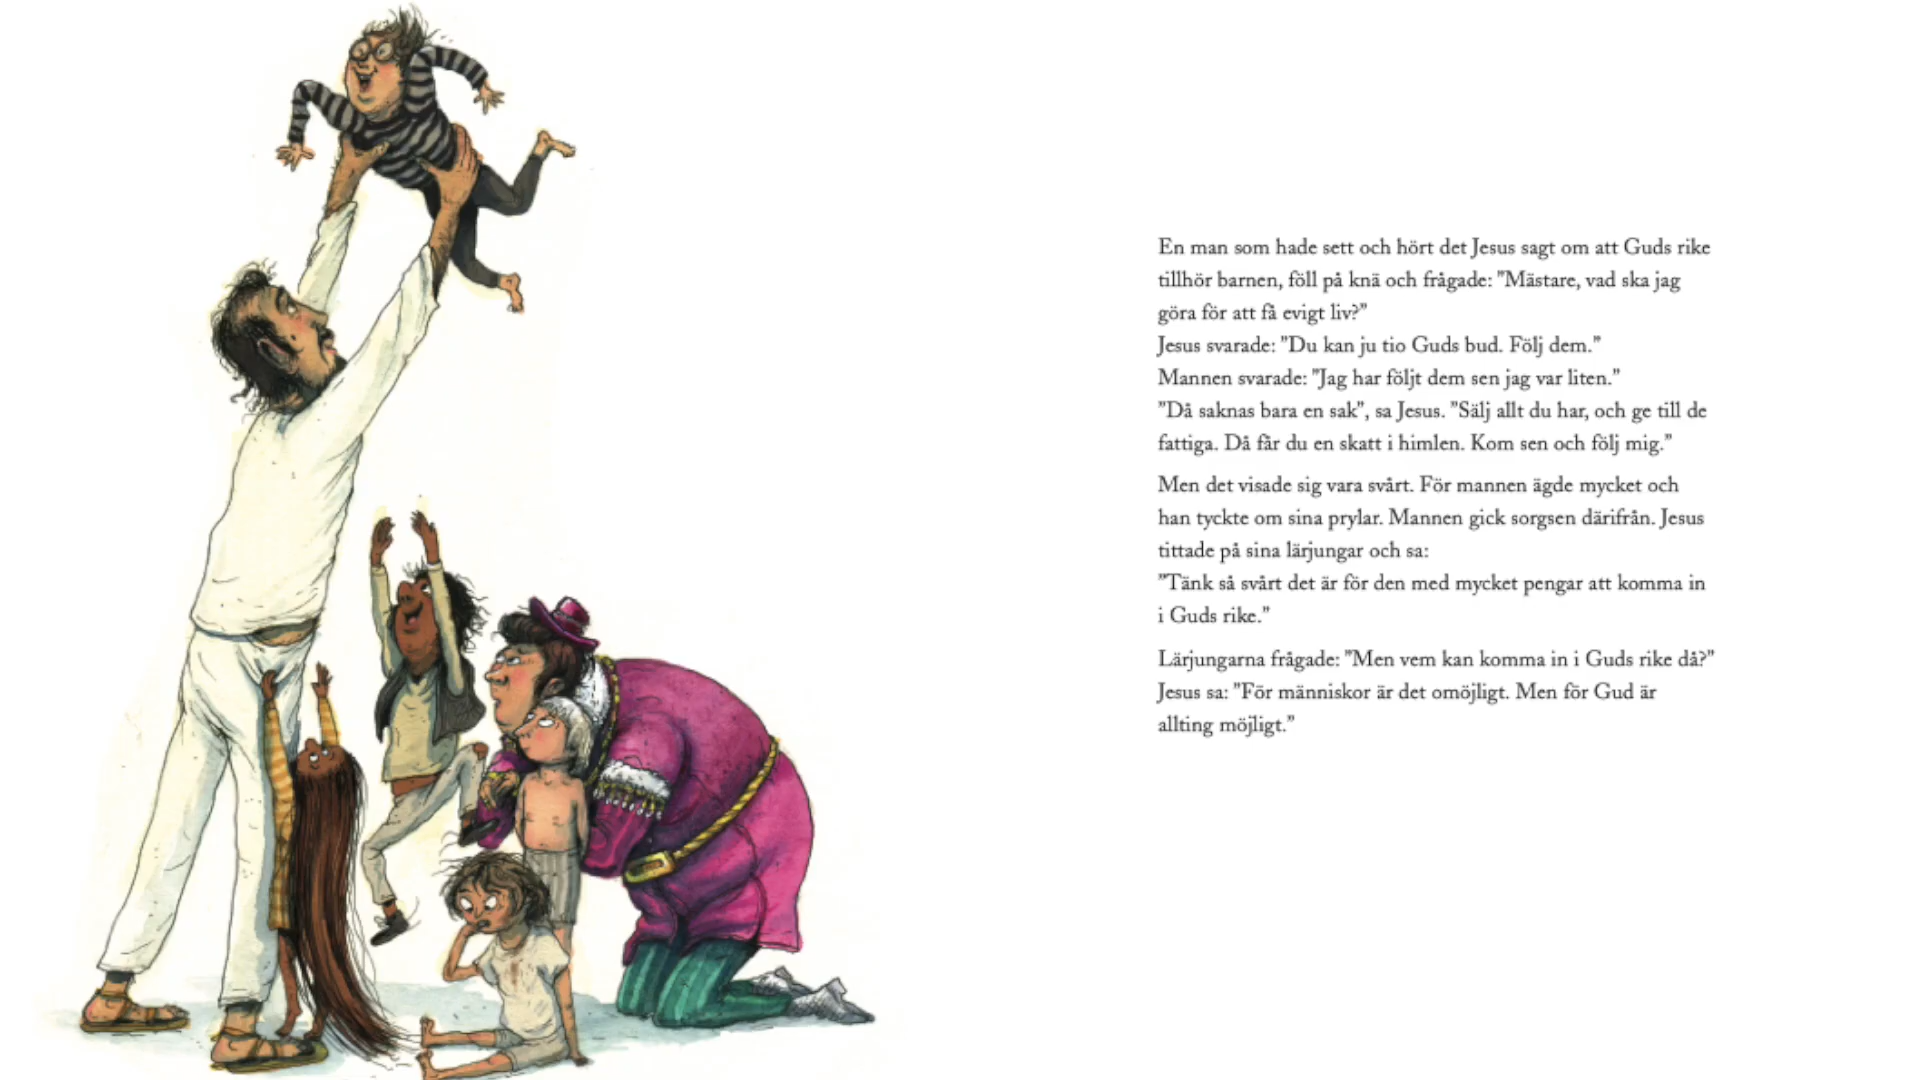 En man som hade sett och hört det Jesus sagt om att Guds rike
tillhör barnen, föll på knä och frågade: ”Mästare, vad ska jag
göra för att få evigt liv?”
Jesus svarade: ”Du kan ju tio Guds bud. Följ dem.”
Mannen svarade: ”Jag har följt dem sen jag var liten.”
”Då saknas bara en sak”, sa Jesus. ”Sälj allt du har, och ge till de
fattiga. Då får du en skatt i himlen. Kom sen och följ mig.”
Men det visade sig vara svårt. För mannen ägde mycket och
han tyckte om sina prylar. Mannen gick sorgsen därifrån. Jesus
tittade på sina lärjungar och sa:
”Tänk så svårt det är för den med mycket pengar att komma in
i Guds rike.”
Lärjungarna frågade: ”Men vem kan komma in i Guds rike då?”
Jesus sa: ”För människor är det omöjligt. Men för Gud är
allting möjligt.”